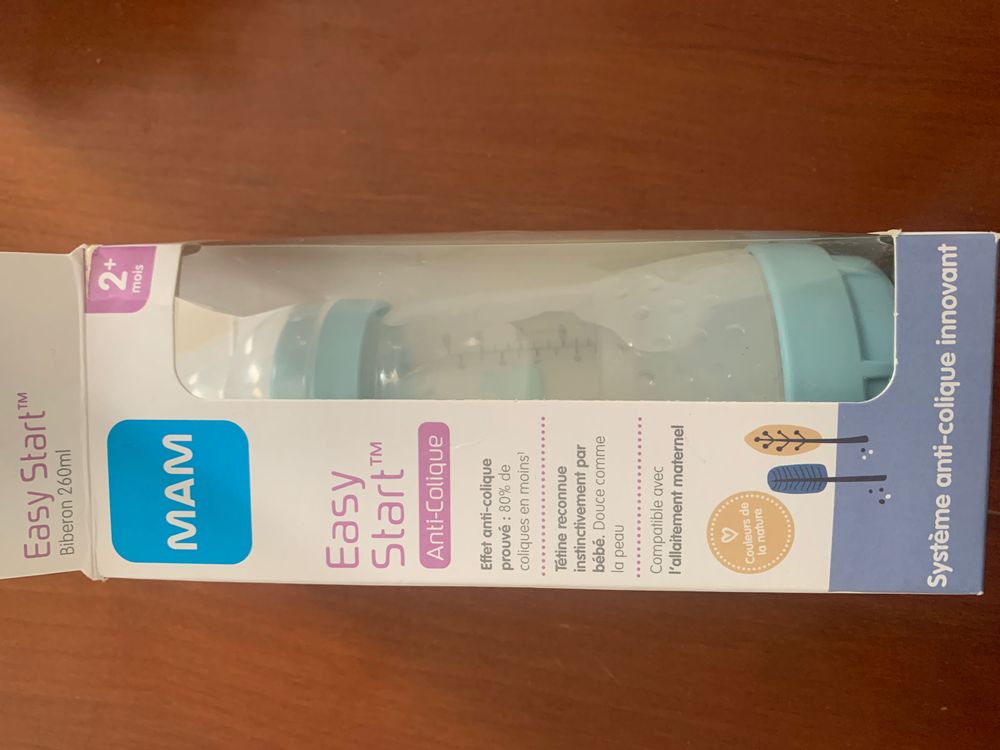 Easy Start™
Biberon 260ml
2+
mois
MAM
Easy
Start™
Anti-Colique
Effet anti-colique
prouvé : 80% de
coliques en moins¹
Tétine reconnue
instinctivement par
bébé. Douce comme
la peau
Compatible avec
l'allaitement maternel
Couleurs de
la nature
Système anti-colique innovant